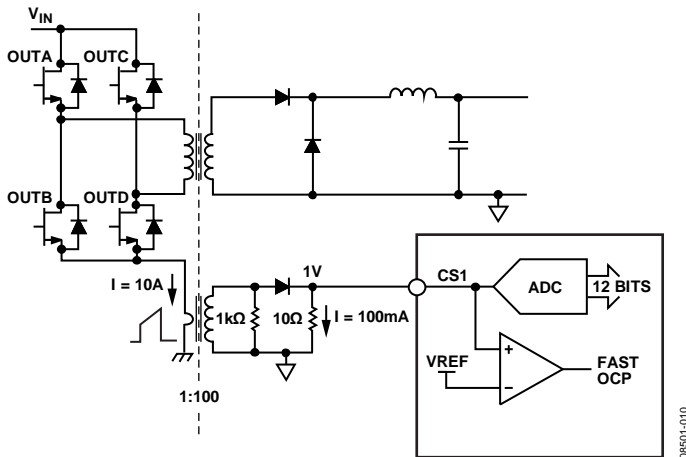 VIN
OUTA
OUTC
OUTB
OUTD
I = 10A
1kΩ
10Ω
1V
I = 100mA
1:100
CS1
ADC
12 BITS
VREF
+
−
FAST
OCP
08501-010